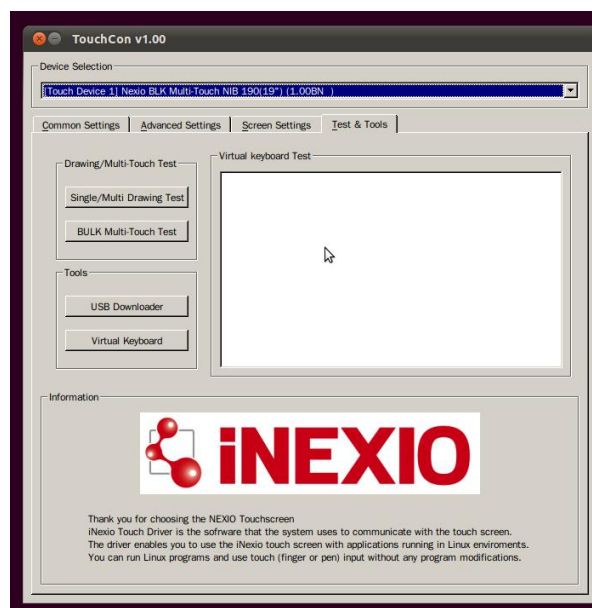 TouchCon v1.00
Device Selection
[Touch Device 1] Nexio BLK Multi-Touch NIB 190(19") (1.00BN )
Common Settings Advanced Settings Screen Settings Test & Tools
Drawing/Multi-Touch Test
Single/Multi Drawing Test
BULK Multi-Touch Test
Tools
USB Downloader
Virtual Keyboard
Virtual keyboard Test
Information
iNEXIO
Thank you for choosing the NEXIO Touchscreen
iNexio Touch Driver is the sofrware that the system uses to communicate with the touch screen.
The driver enables you to use the iNexio touch screen with applications running in Linux enviroments.
You can run Linux programs and use touch (finger or pen) input without any program modifications.